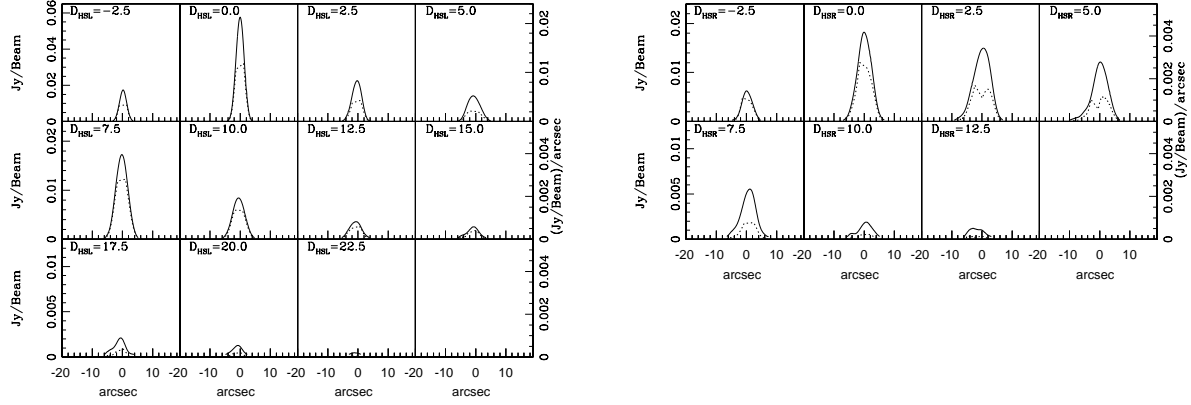 D_HSL=-2.5 D_HSL=0.0 D_HSL=2.5 D_HSL=5.0
Jy/Beam
0 0.02 0.04 0.06
0 0.01 0.02
D_HSL=7.5 D_HSL=10.0 D_HSL=12.5 D_HSL=15.0
Jy/Beam
0 0.01 0.02
0 0.002 0.004
(Jy/Beam)/arcsec
D_HSL=17.5 D_HSL=20.0 D_HSL=22.5
Jy/Beam
0 0.005 0.01
0 0.002 0.004
-20 -10 0 10 -20 -10 0 10 -20 -10 0 10 -20 -10 0 10
arcsec arcsec arcsec arcsec
D_HSR=-2.5 D_HSR=0.0 D_HSR=2.5 D_HSR=5.0
Jy/Beam
0 0.01 0.02
0 0.002 0.004
(Jy/Beam)/arcsec
D_HSR=7.5 D_HSR=10.0 D_HSR=12.5
Jy/Beam
0 0.005 0.01
0 0.002 0.004
-20 -10 0 10 -20 -10 0 10 -20 -10 0 10 -20 -10 0 10
arcsec arcsec arcsec arcsec